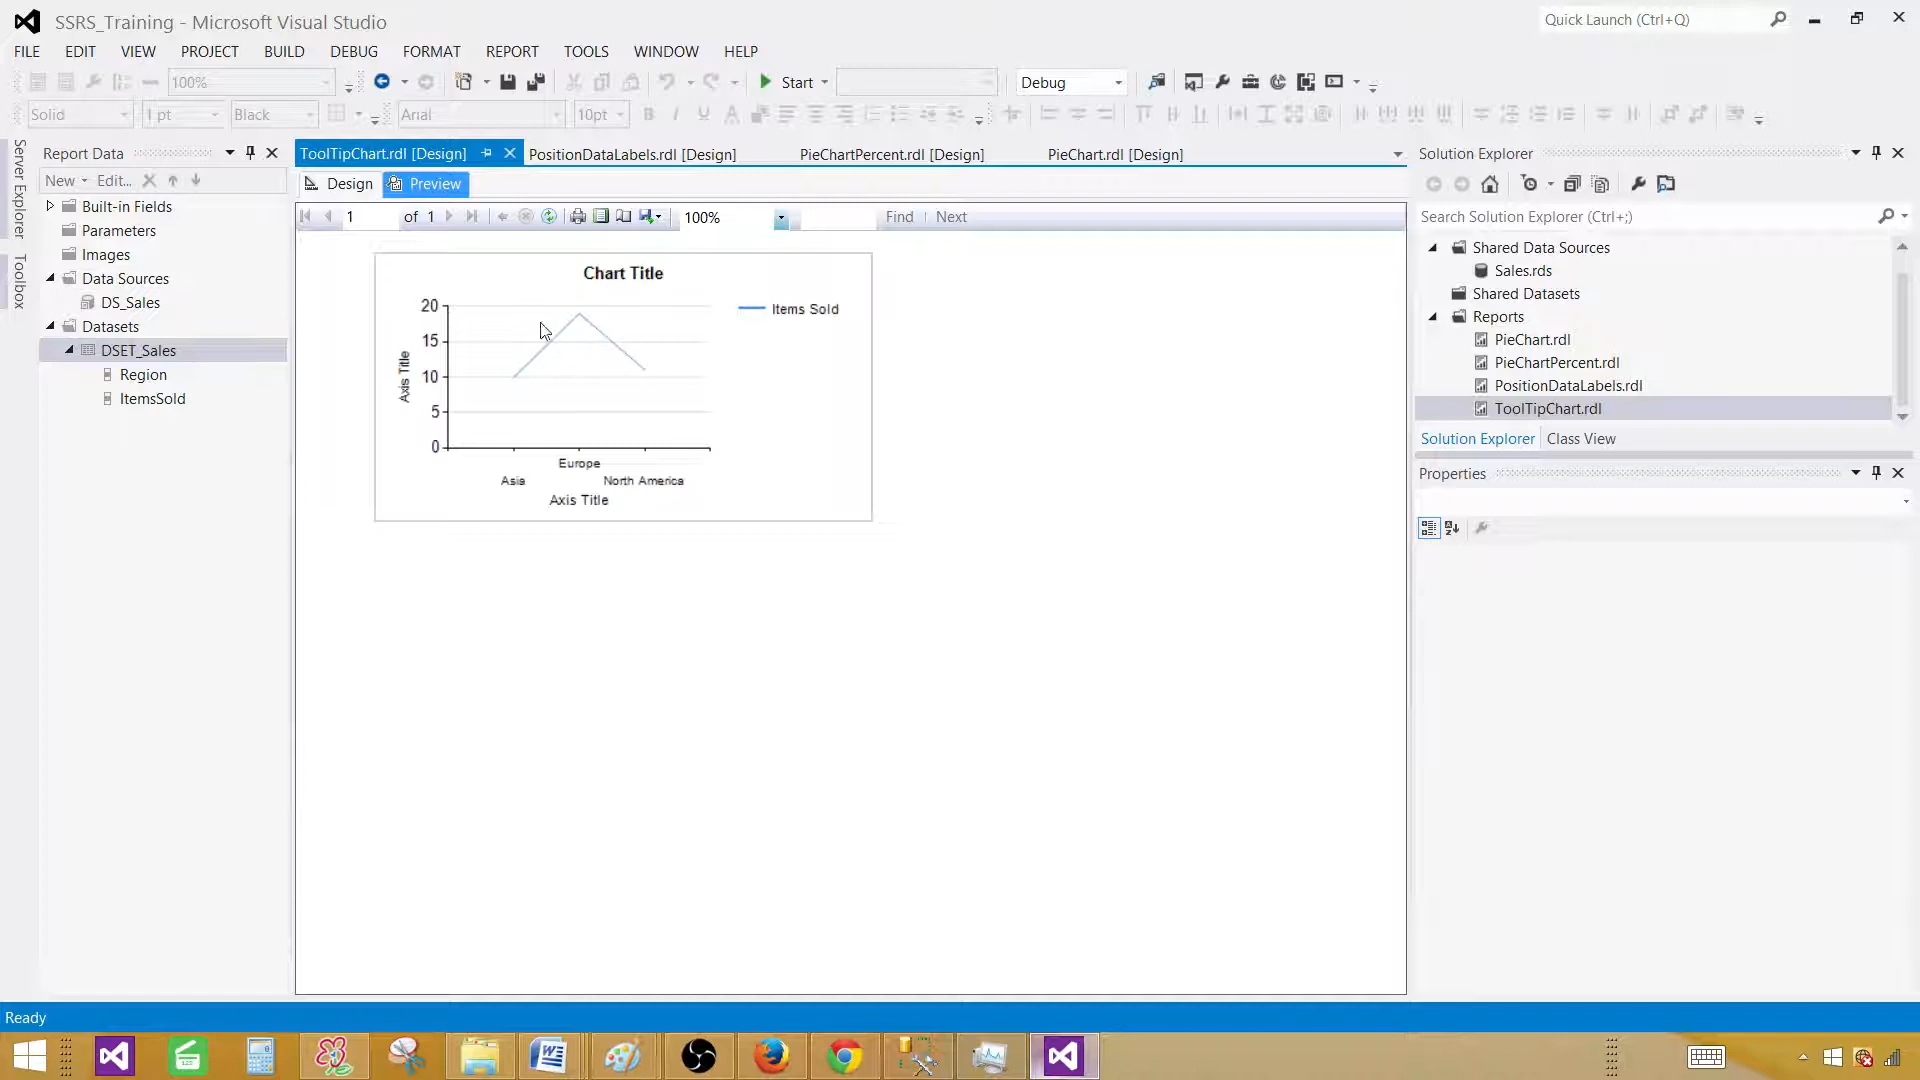 SSRS_Training - Microsoft Visual Studio
Quick Launch (Ctrl+Q)
FILE EDIT VIEW PROJECT BUILD DEBUG FORMAT REPORT TOOLS WINDOW HELP
100% Start Debug
Solid 1 pt Black Arial 10pt B I U A
Server Explorer
Toolbox
Report Data
New Edit...
Built-in Fields
Parameters
Images
Data Sources
DS_Sales
Datasets
DSET_Sales
Region
ItemsSold
ToolTipChart.rdl [Design] PositionDataLabels.rdl [Design] PieChartPercent.rdl [Design] PieChart.rdl [Design]
Design Preview
1 of 1 100% Find Next
Chart Title
20
15
10
5
0
Axis Title
Items Sold
Europe
Asia North America
Axis Title
Solution Explorer
Search Solution Explorer (Ctrl+;)
Shared Data Sources
Sales.rds
Shared Datasets
Reports
PieChart.rdl
PieChartPercent.rdl
PositionDataLabels.rdl
ToolTipChart.rdl
Solution Explorer Class View
Properties
Ready